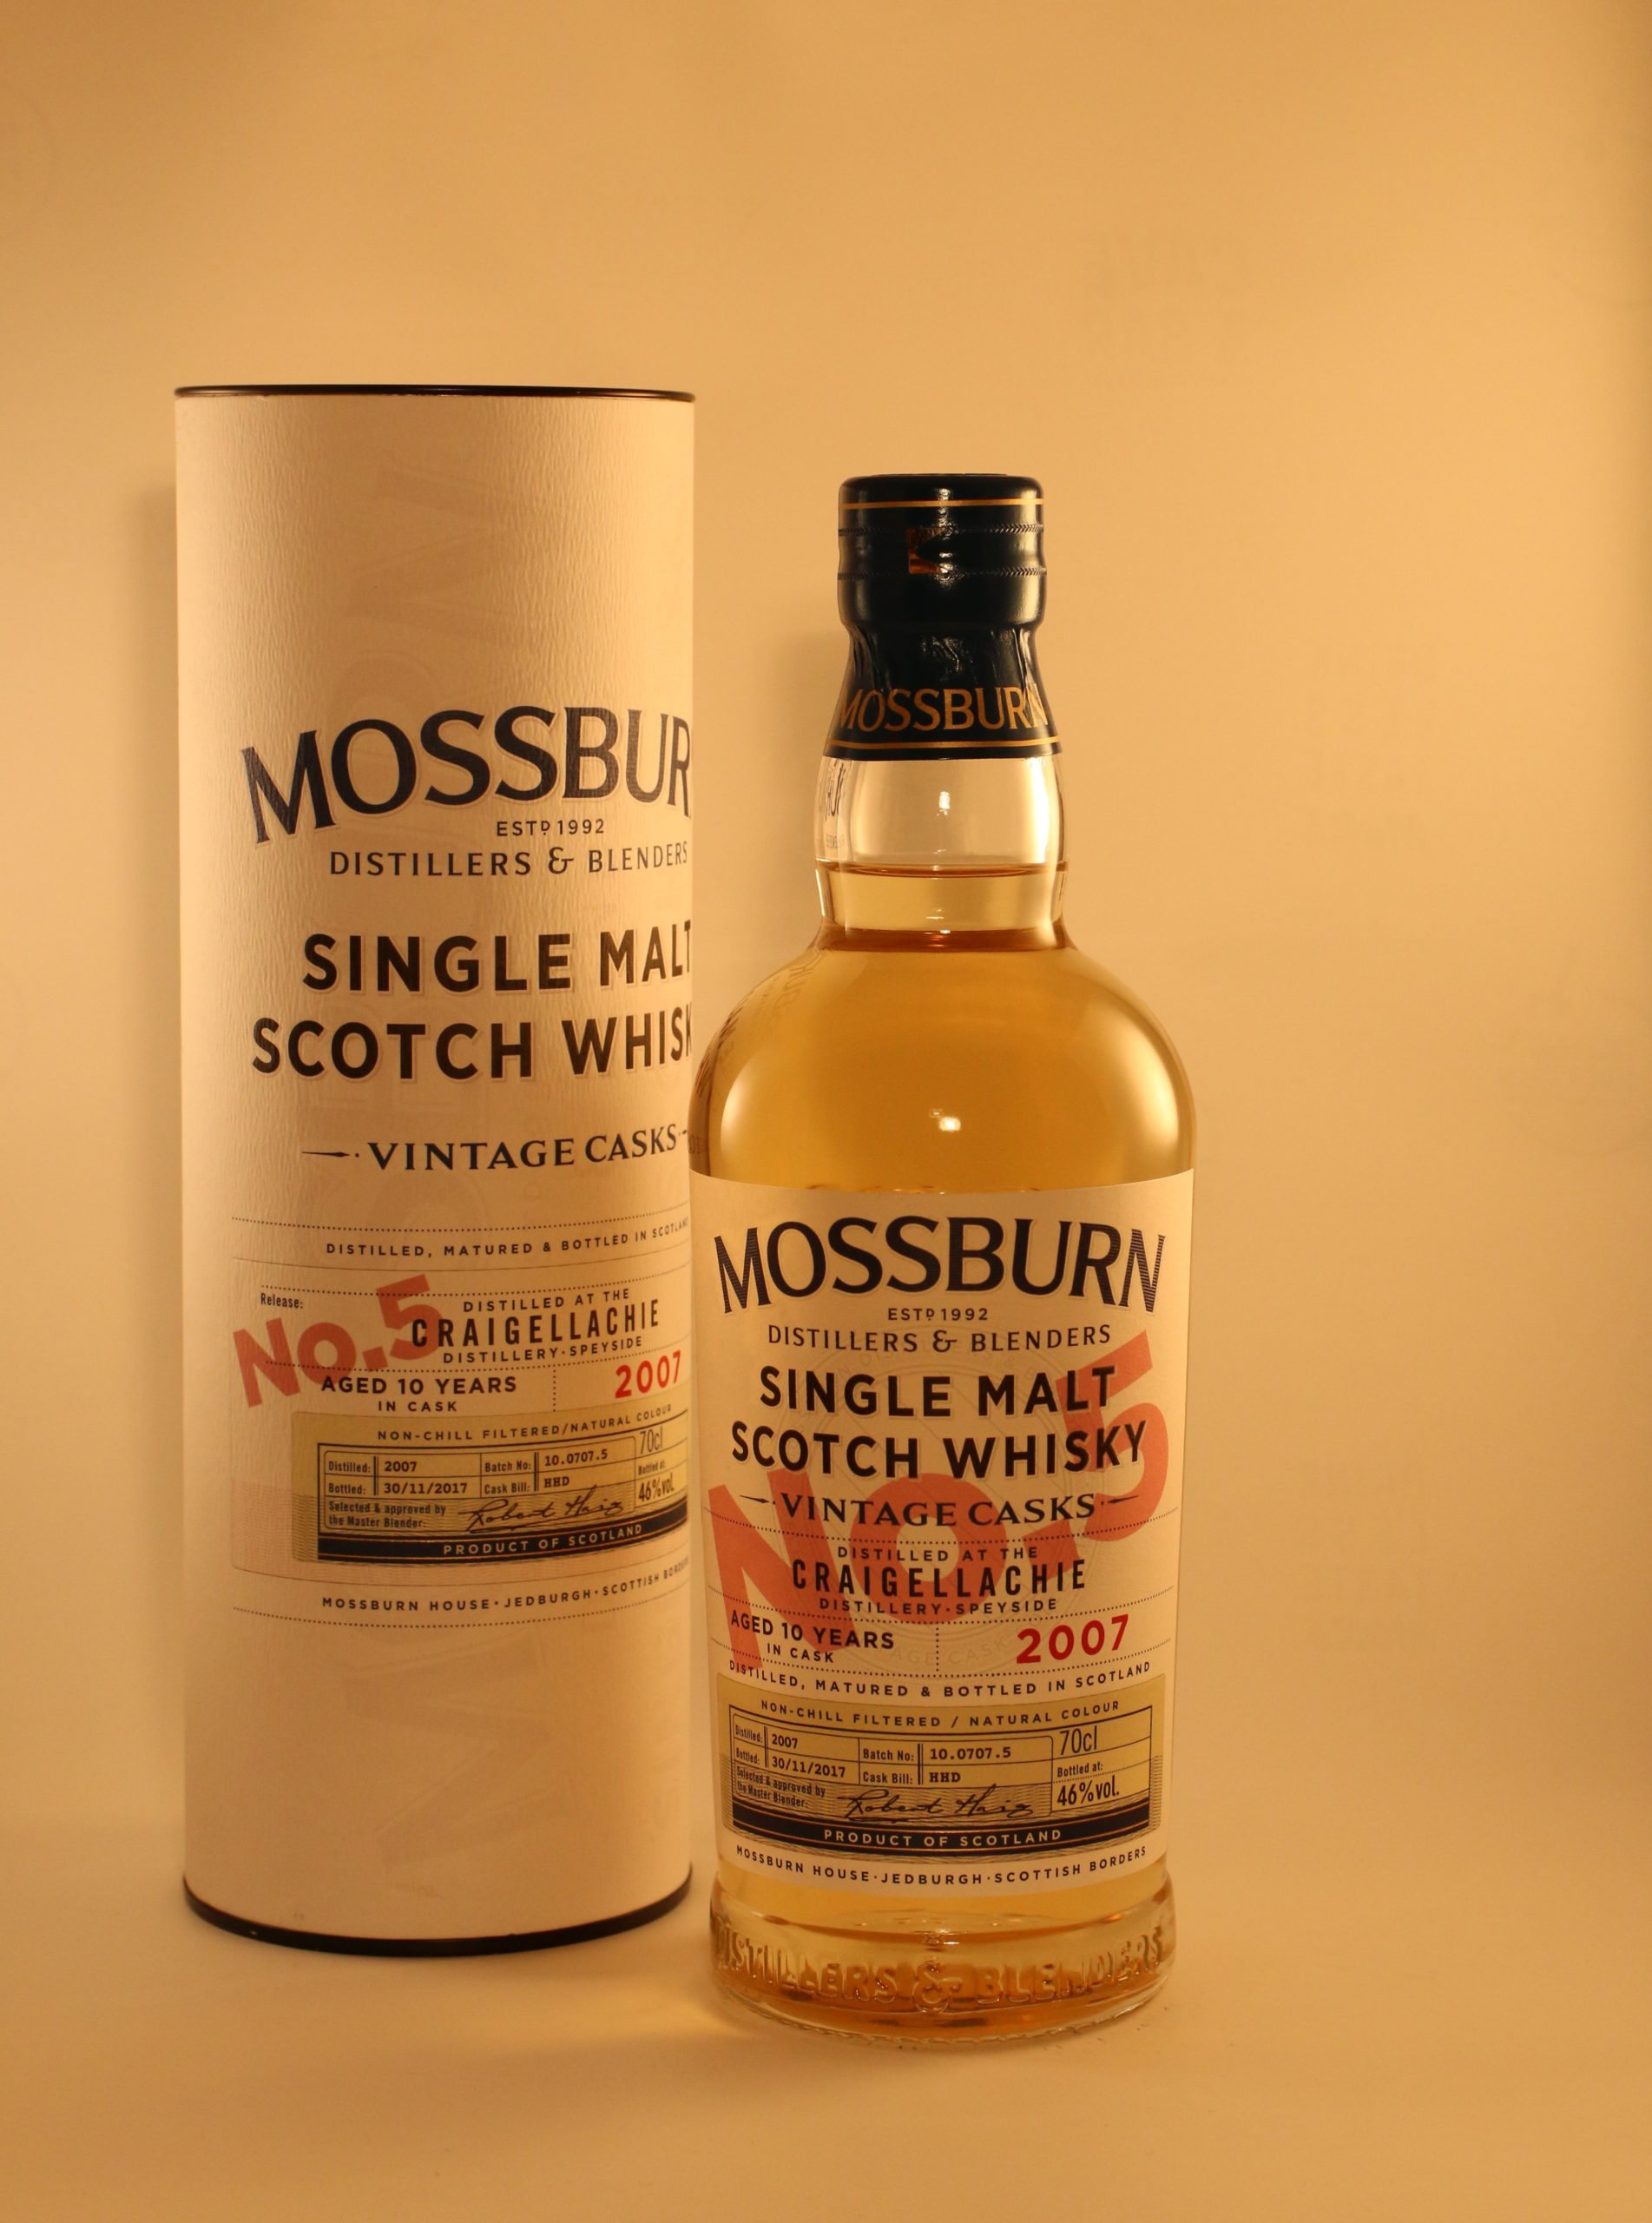 MOSSBUR
ESTD 1992
DISTILLERS & BLENDERS
SINGLE MALT
SCOTCH WHISK
VINTAGE CASKS
DISTILLED, MATURED & BOTTLED IN SCOTLAND
Release:
No.5
DISTILLED AT THE
CRAIGELLACHIE
DISTILLERY·SPEYSIDE
AGED 10 YEARS
IN CASK
2007
NON-CHILL FILTERED/NATURAL COLOUR
70cl
Distilled: 2007 Batch No: 10.0707.5
Bottled at:
Bottled: 30/11/2017 Cask Bill: HHD
46%vol.
Selected & approved by
the Master Blender:
Robert Haig
PRODUCT OF SCOTLAND
MOSSBURN HOUSE·JEDBURGH·SCOTTISH BORDERS
MOSSBURN
MOSSBURN
ESTD 1992
DISTILLERS & BLENDERS
SINGLE MALT
SCOTCH WHISKY
VINTAGE CASKS
No.5
DISTILLED AT THE
CRAIGELLACHIE
DISTILLERY·SPEYSIDE
AGED 10 YEARS
IN CASK
2007
DISTILLED, MATURED & BOTTLED IN SCOTLAND
NON-CHILL FILTERED / NATURAL COLOUR
Distilled: 2007
70cl
Bottled: 30/11/2017
Batch No: 10.0707.5
Bottled at:
Cask Bill: HHD
46%vol.
Selected & approved by
the Master Blender:
Robert Haig
PRODUCT OF SCOTLAND
MOSSBURN HOUSE·JEDBURGH·SCOTTISH BORDERS
DISTILLERS & BLENDERS